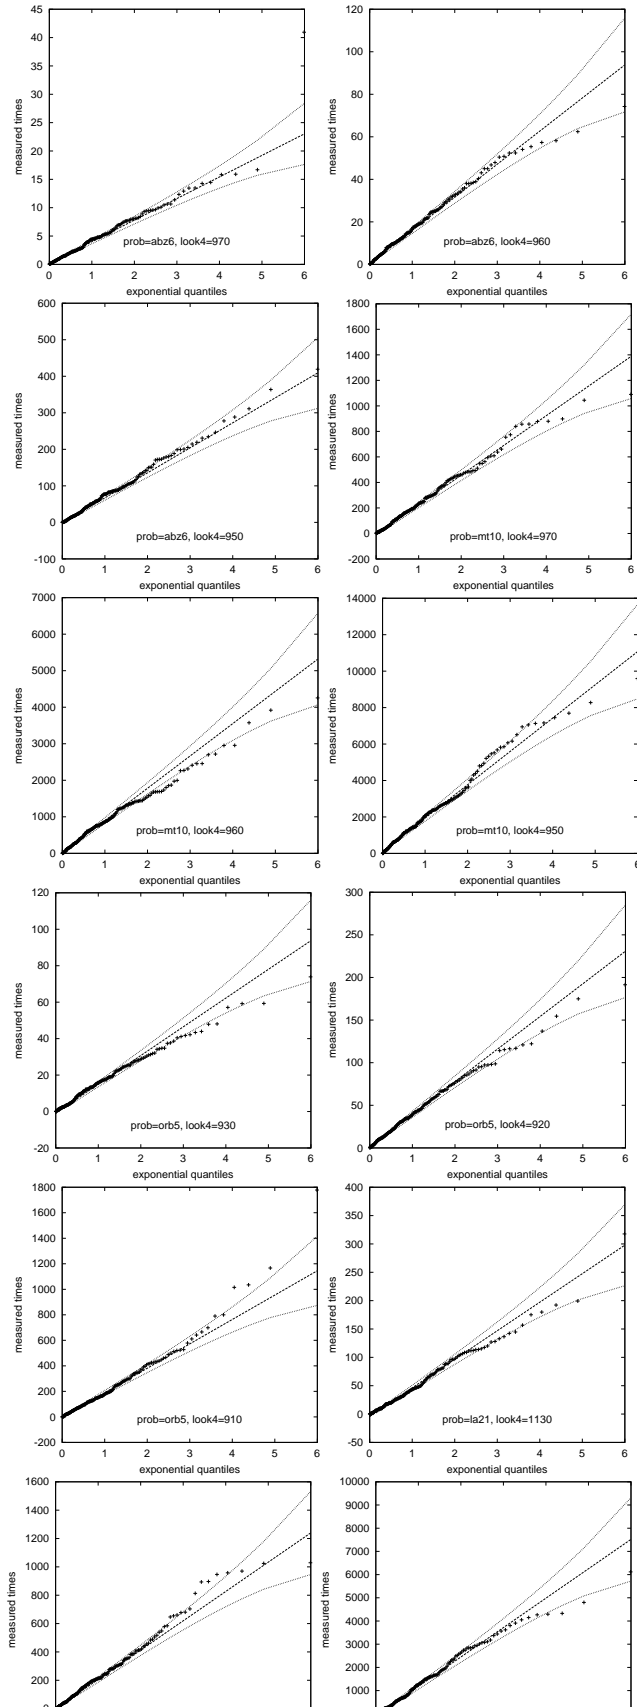 45
40
35
30
25
20
15
10
5
0
measured times
prob=abz6, look4=970
0 1 2 3 4 5 6
exponential quantiles
120
100
80
60
40
20
0
measured times
prob=abz6, look4=960
0 1 2 3 4 5 6
exponential quantiles
600
500
400
300
200
100
0
-100
measured times
prob=abz6, look4=950
0 1 2 3 4 5 6
exponential quantiles
1800
1600
1400
1200
1000
800
600
400
200
0
-200
measured times
prob=mt10, look4=970
0 1 2 3 4 5 6
exponential quantiles
7000
6000
5000
4000
3000
2000
1000
0
measured times
prob=mt10, look4=960
0 1 2 3 4 5 6
exponential quantiles
14000
12000
10000
8000
6000
4000
2000
0
measured times
prob=mt10, look4=950
0 1 2 3 4 5 6
exponential quantiles
120
100
80
60
40
20
0
-20
measured times
prob=orb5, look4=930
0 1 2 3 4 5 6
exponential quantiles
300
250
200
150
100
50
0
measured times
prob=orb5, look4=920
0 1 2 3 4 5 6
exponential quantiles
1800
1600
1400
1200
1000
800
600
400
200
0
-200
measured times
prob=orb5, look4=910
0 1 2 3 4 5 6
exponential quantiles
400
350
300
250
200
150
100
50
0
-50
measured times
prob=la21, look4=1130
0 1 2 3 4 5 6
exponential quantiles
1600
1400
1200
1000
800
600
400
200
0
measured times
10000
9000
8000
7000
6000
5000
4000
3000
2000
1000
measured times